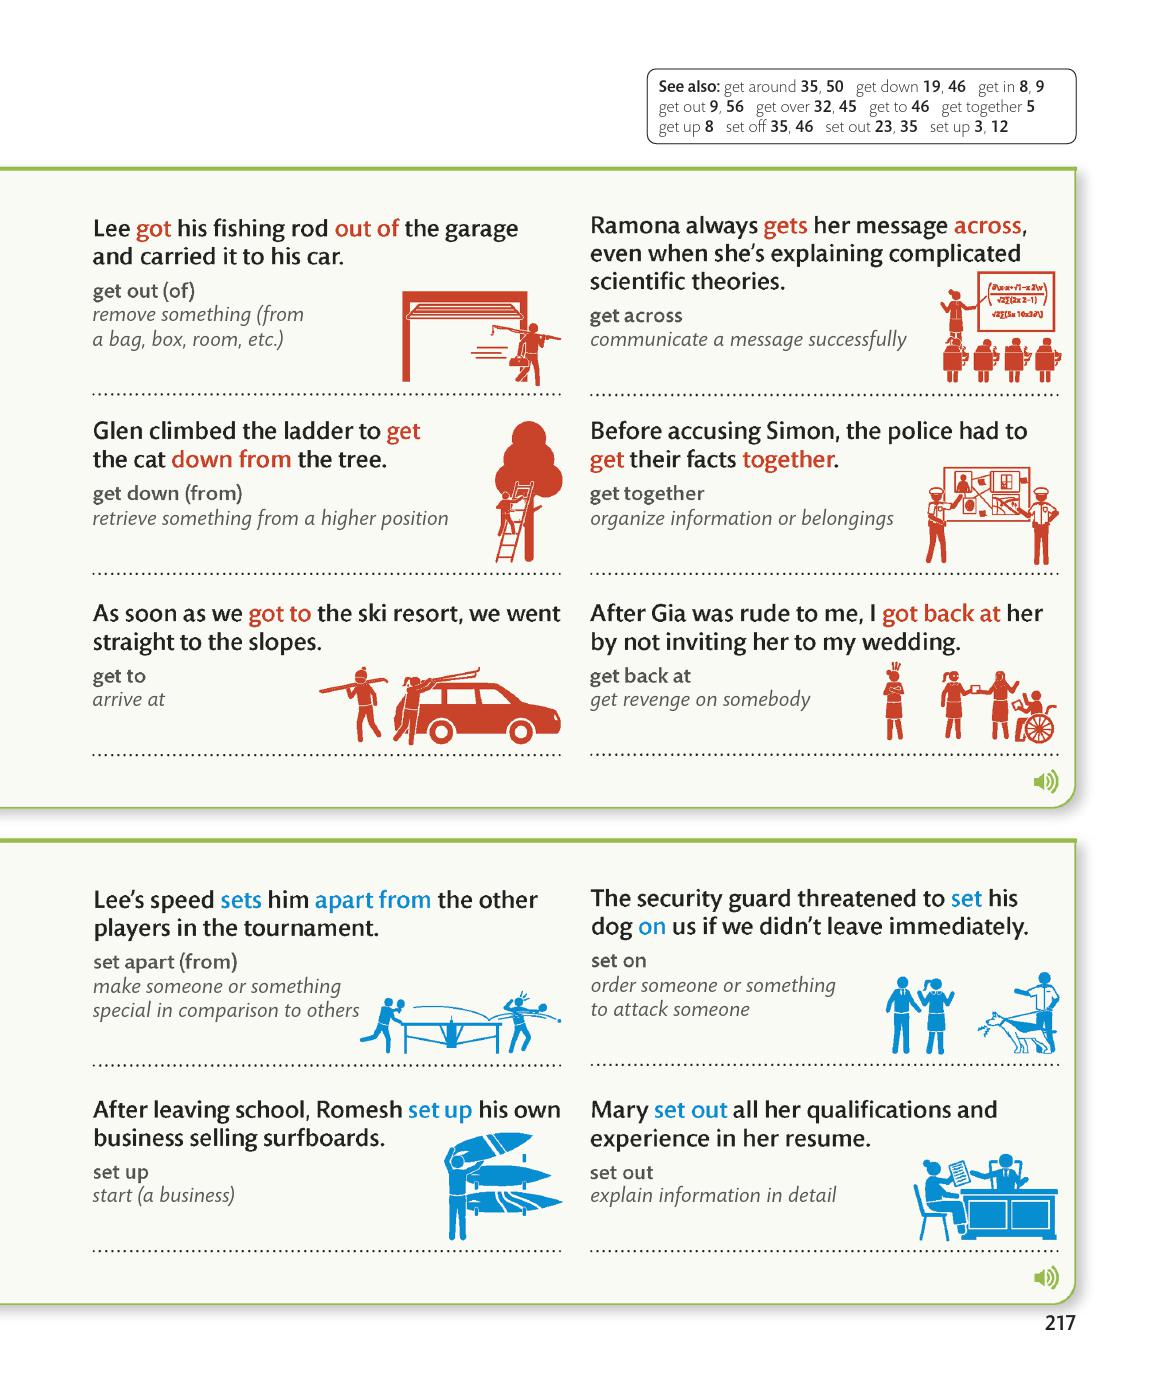 See also: get around 35, 50 get down 19, 46 get in 8, 9
get out 9, 56 get over 32, 45 get to 46 get together 5
get up 8 set off 35, 46 set out 23, 35 set up 3, 12
Lee got his fishing rod out of the garage
and carried it to his car.
get out (of)
remove something (from
a bag, box, room, etc.)
Ramona always gets her message across,
even when she's explaining complicated
scientific theories.
get across
communicate a message successfully
Glen climbed the ladder to get
the cat down from the tree.
get down (from)
retrieve something from a higher position
Before accusing Simon, the police had to
get their facts together.
get together
organize information or belongings
As soon as we got to the ski resort, we went
straight to the slopes.
get to
arrive at
After Gia was rude to me, I got back at her
by not inviting her to my wedding.
get back at
get revenge on somebody
Lee's speed sets him apart from the other
players in the tournament.
set apart (from)
make someone or something
special in comparison to others
The security guard threatened to set his
dog on us if we didn't leave immediately.
set on
order someone or something
to attack someone
After leaving school, Romesh set up his own
business selling surfboards.
set up
start (a business)
Mary set out all her qualifications and
experience in her resume.
set out
explain information in detail
217